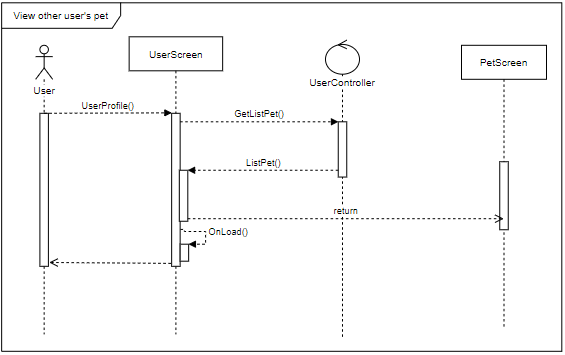 View other user's pet
UserScreen
PetScreen
User
UserController
UserProfile()
GetListPet()
ListPet()
return
OnLoad()